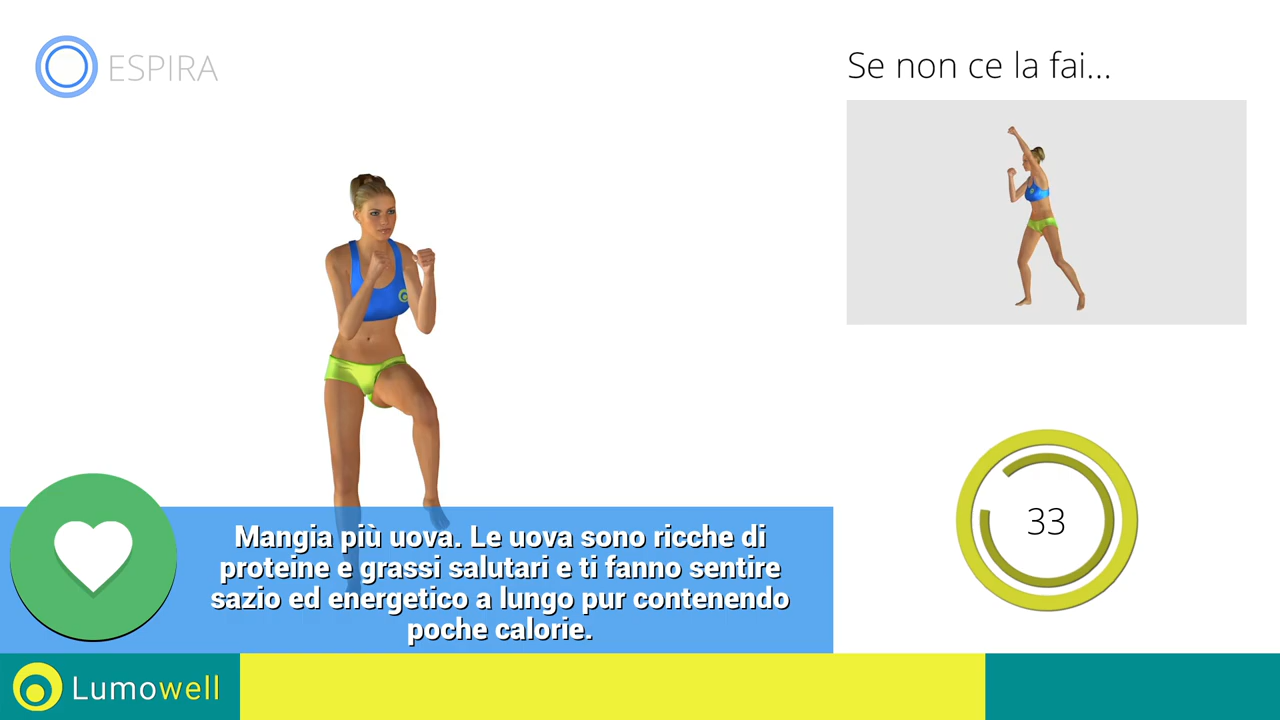 ESPIRA
Se non ce la fai...
33
Mangia più uova. Le uova sono ricche di
proteine e grassi salutari e ti fanno sentire
sazio ed energetico a lungo pur contenendo
poche calorie.
Lumowell